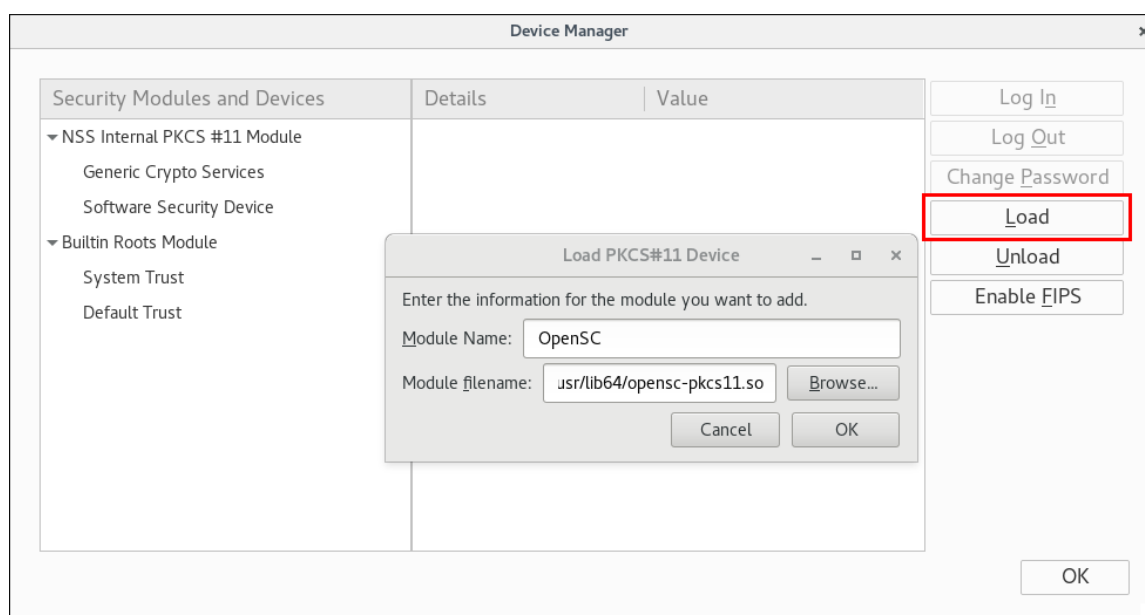 Device Manager
Security Modules and Devices
Details
Value
Log In
NSS Internal PKCS #11 Module
Log Out
Generic Crypto Services
Change Password
Software Security Device
Load
Builtin Roots Module
Unload
System Trust
Enable FIPS
Default Trust
Load PKCS#11 Device
Enter the information for the module you want to add.
Module Name: OpenSC
Module filename: usr/lib64/opensc-pkcs11.so Browse...
Cancel OK
OK